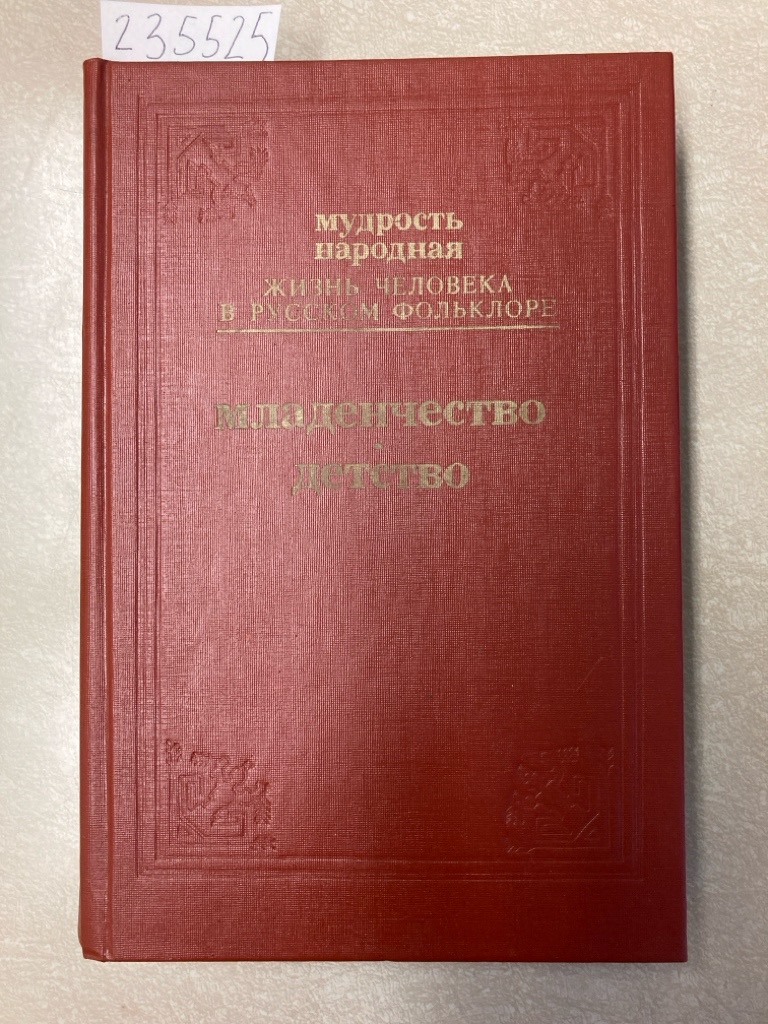 235525
мудрость
народная
ЖИЗНЬ ЧЕЛОВЕКА
В РУССКОМ ФОЛЬКЛОРЕ
младенчество
·
детство